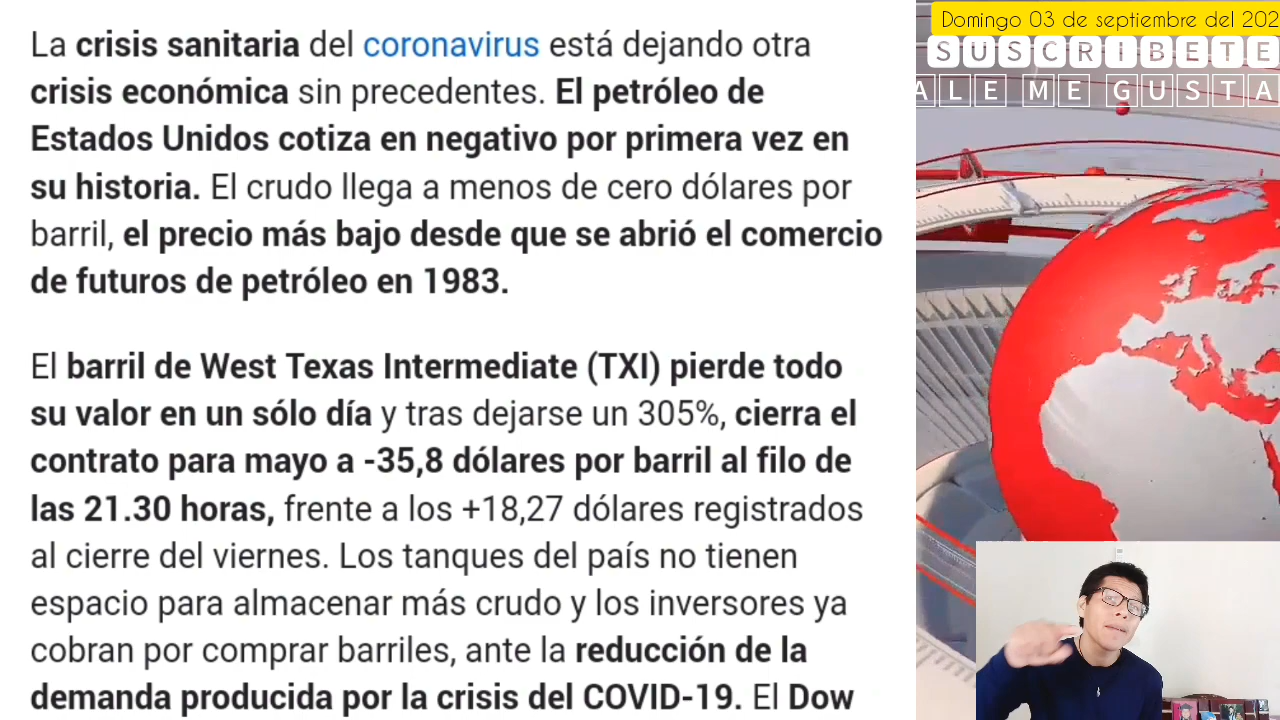 La crisis sanitaria del coronavirus está dejando otra
crisis económica sin precedentes. El petróleo de
Estados Unidos cotiza en negativo por primera vez en
su historia. El crudo llega a menos de cero dólares por
barril, el precio más bajo desde que se abrió el comercio
de futuros de petróleo en 1983.
El barril de West Texas Intermediate (TXI) pierde todo
su valor en un sólo día y tras dejarse un 305%, cierra el
contrato para mayo a -35,8 dólares por barril al filo de
las 21.30 horas, frente a los +18,27 dólares registrados
al cierre del viernes. Los tanques del país no tienen
espacio para almacenar más crudo y los inversores ya
cobran por comprar barriles, ante la reducción de la
demanda producida por la crisis del COVID-19. El Dow
Domingo 03 de septiembre del 202
SUSCRIBETE
ALE ME GUSTA